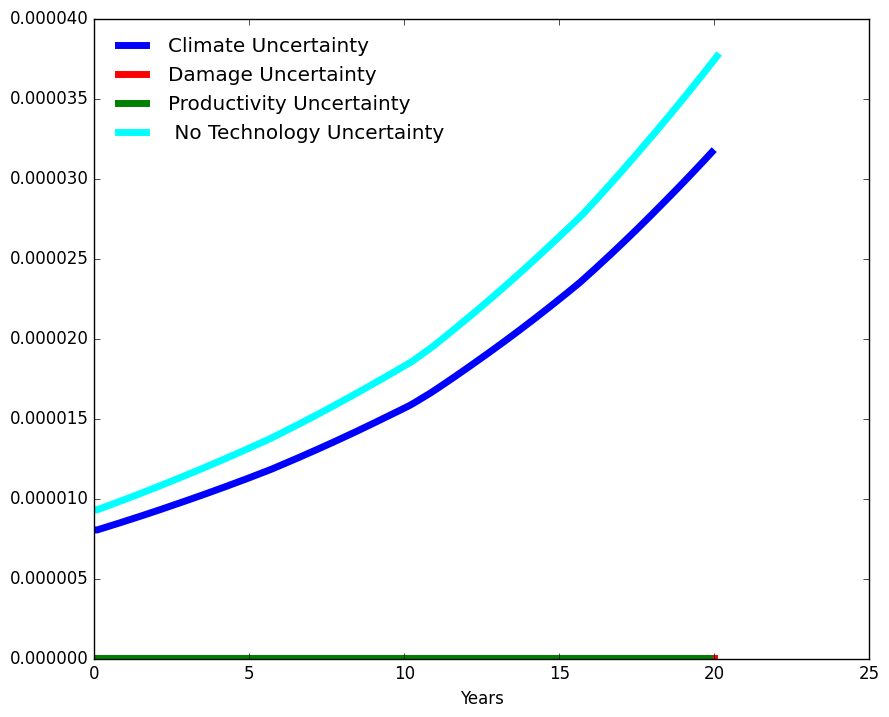 0.000040
Climate Uncertainty
Damage Uncertainty
0.000035
Productivity Uncertainty
No Technology Uncertainty
0.000030
0.000025
0.000020
0.000015
0.000010
0.000005
0.000000
0 5 10 15 20 25
Years